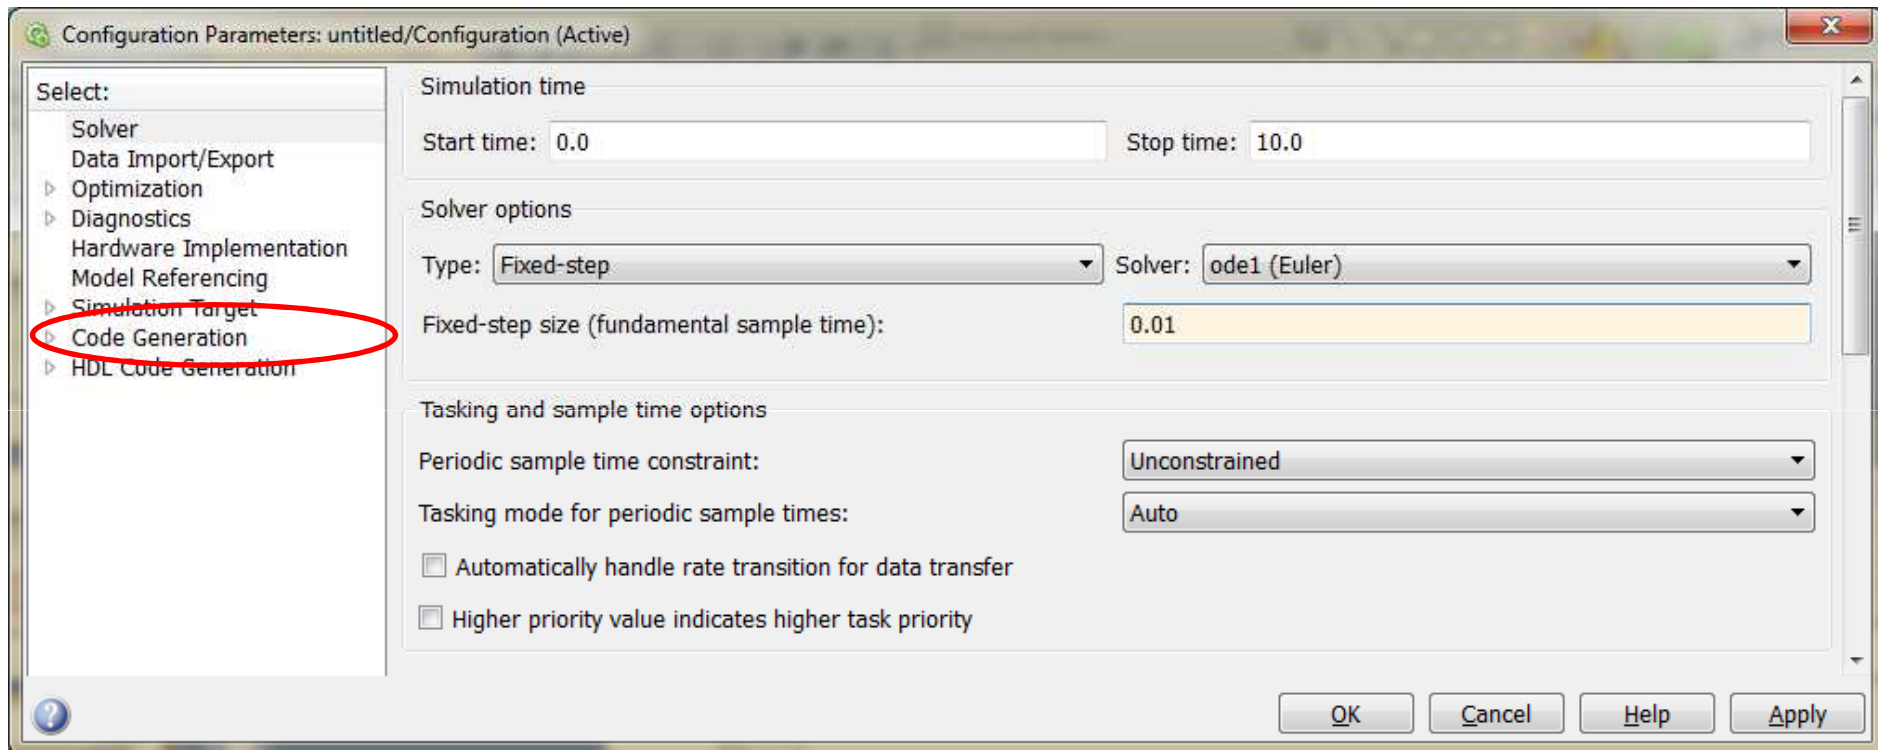 Configuration Parameters: untitled/Configuration (Active)
Select:
Solver
Data Import/Export
Optimization
Diagnostics
Hardware Implementation
Model Referencing
Simulation Target
Code Generation
HDL Code Generation
Simulation time
Start time: 0.0 Stop time: 10.0
Solver options
Type: Fixed-step Solver: ode1 (Euler)
Fixed-step size (fundamental sample time): 0.01
Tasking and sample time options
Periodic sample time constraint: Unconstrained
Tasking mode for periodic sample times: Auto
Automatically handle rate transition for data transfer
Higher priority value indicates higher task priority
OK Cancel Help Apply